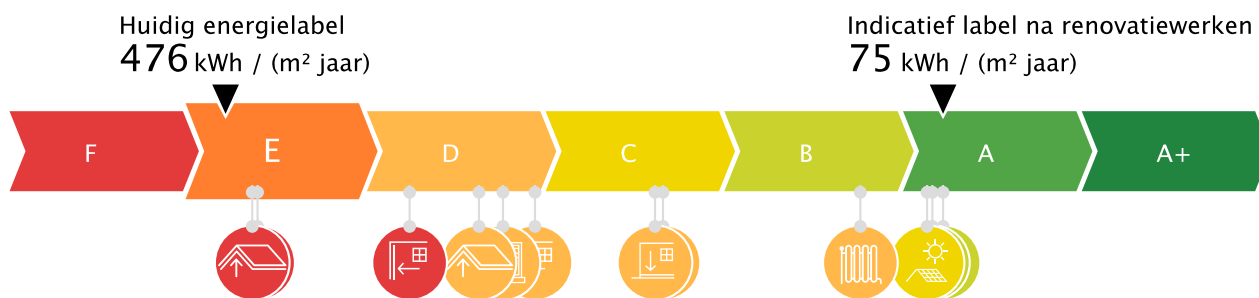 Huidig energielabel
476 kWh / (m² jaar)
Indicatief label na renovatiewerken
75 kWh / (m² jaar)
F
E
D
C
B
A
A+